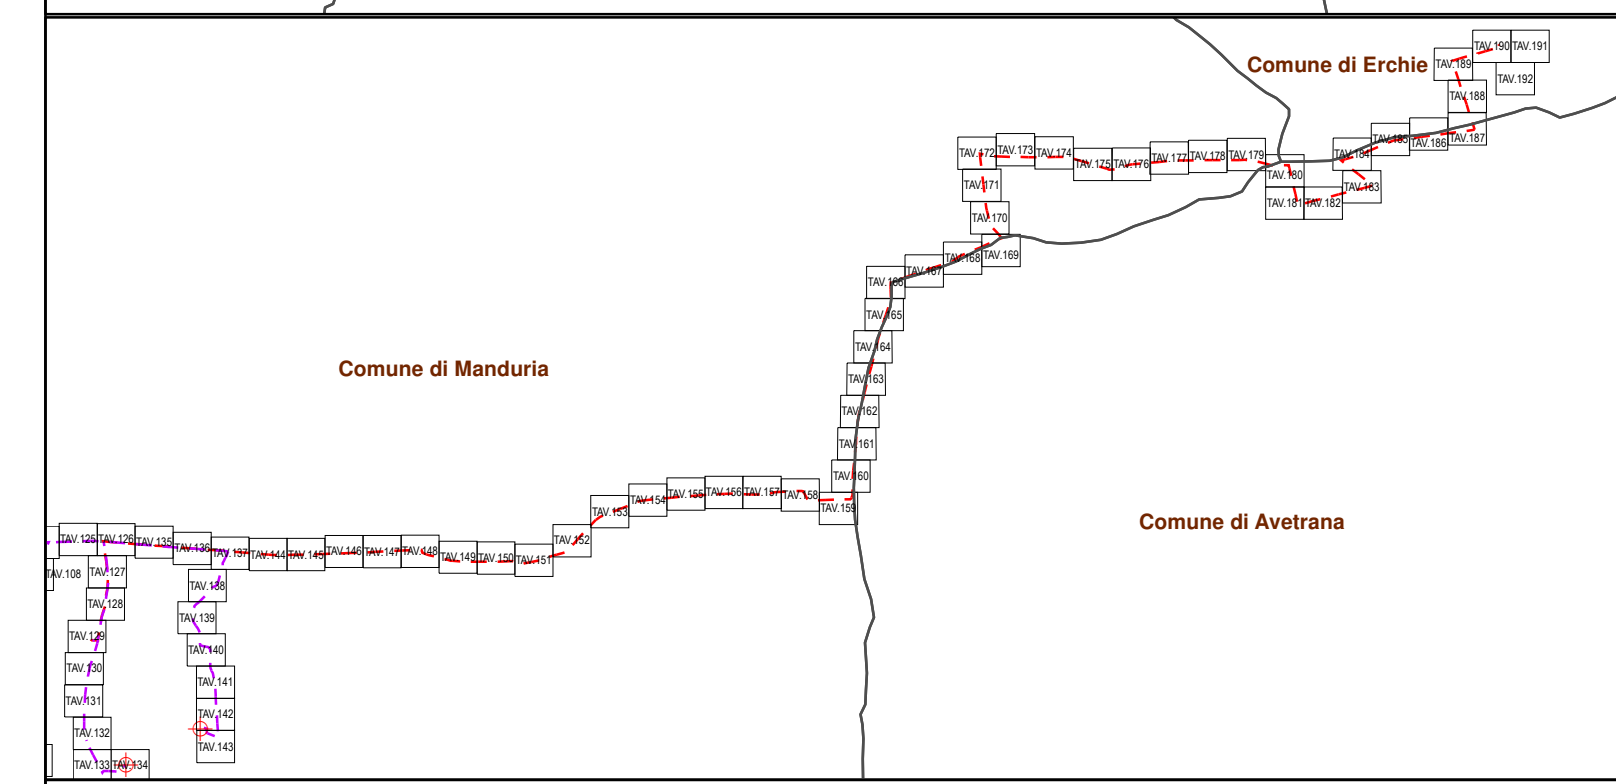 Comune di Erchie
TAV.190
TAV.191
TAV.189
TAV.192
TAV.188
TAV.187
TAV.186
TAV.185
TAV.184
TAV.183
TAV.182
TAV.181
TAV.180
TAV.179
TAV.178
TAV.177
TAV.176
TAV.175
TAV.174
TAV.173
TAV.172
TAV.171
TAV.170
TAV.169
TAV.168
TAV.167
TAV.166
TAV.165
TAV.164
TAV.163
TAV.162
TAV.161
TAV.160
TAV.159
Comune di Manduria
Comune di Avetrana
TAV.158
TAV.157
TAV.156
TAV.155
TAV.154
TAV.153
TAV.152
TAV.151
TAV.150
TAV.149
TAV.148
TAV.147
TAV.146
TAV.145
TAV.144
TAV.137
TAV.136
TAV.135
TAV.126
TAV.125
TAV.108
TAV.127
TAV.128
TAV.129
TAV.130
TAV.131
TAV.132
TAV.133
TAV.134
TAV.138
TAV.139
TAV.140
TAV.141
TAV.142
TAV.143